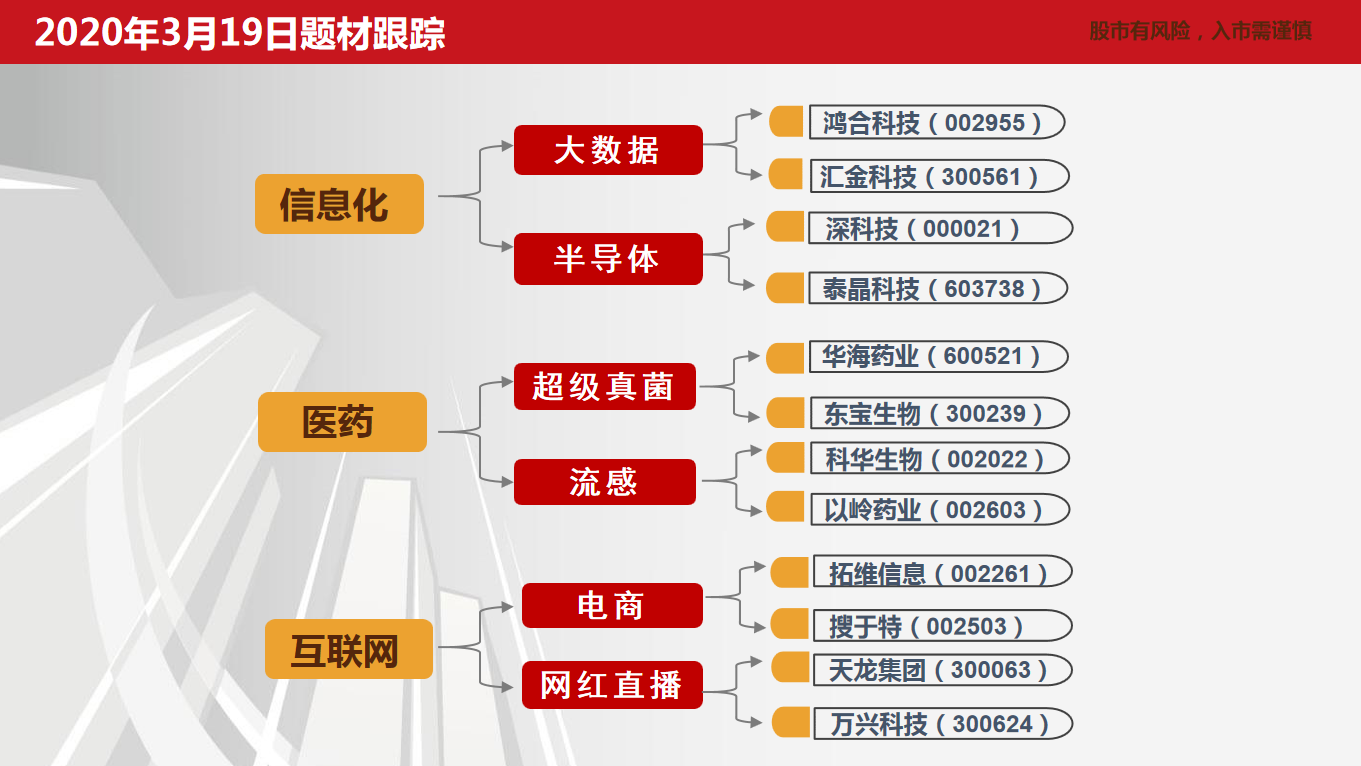 2020年3月19日题材跟踪
股市有风险，入市需谨慎
信息化
大数据
鸿合科技（002955）
汇金科技（300561）
半导体
深科技（000021）
泰晶科技（603738）
医药
超级真菌
华海药业（600521）
东宝生物（300239）
流感
科华生物（002022）
以岭药业（002603）
互联网
电商
拓维信息（002261）
搜于特（002503）
网红直播
天龙集团（300063）
万兴科技（300624）